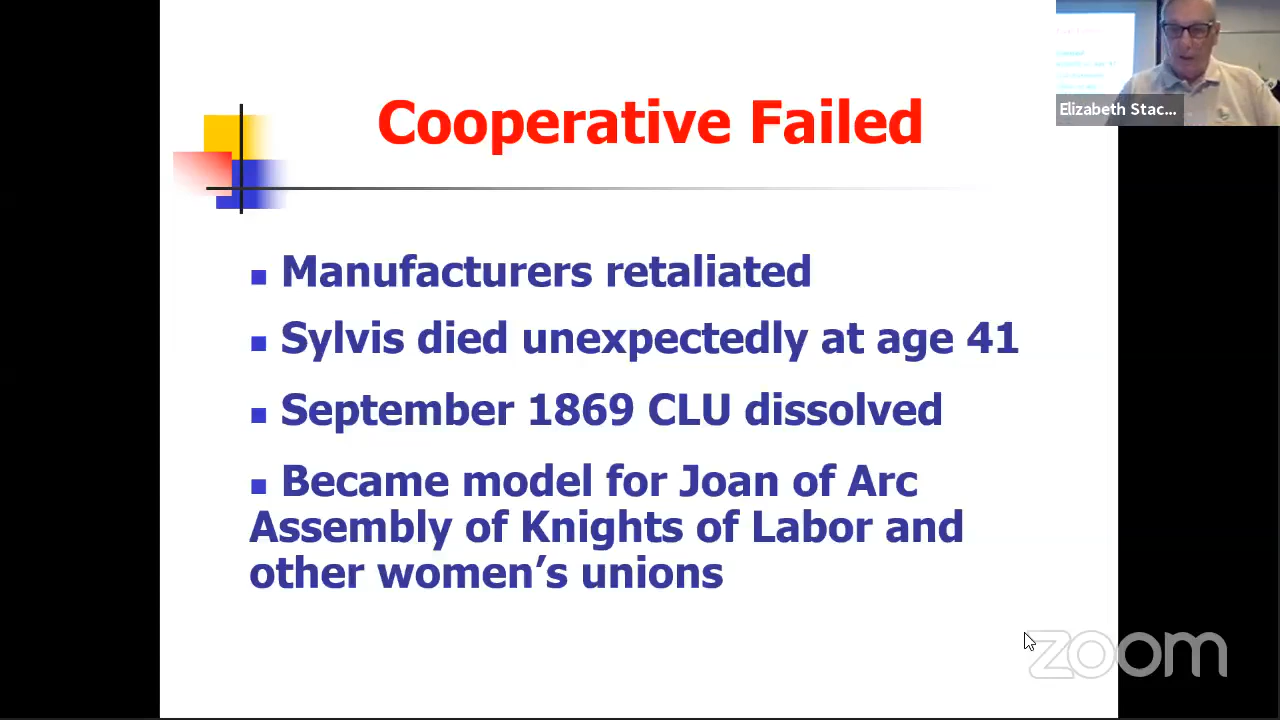 Cooperative Failed
Elizabeth Stac...
Manufacturers retaliated
Sylvis died unexpectedly at age 41
September 1869 CLU dissolved
Became model for Joan of Arc
Assembly of Knights of Labor and
other women’s unions
zoom